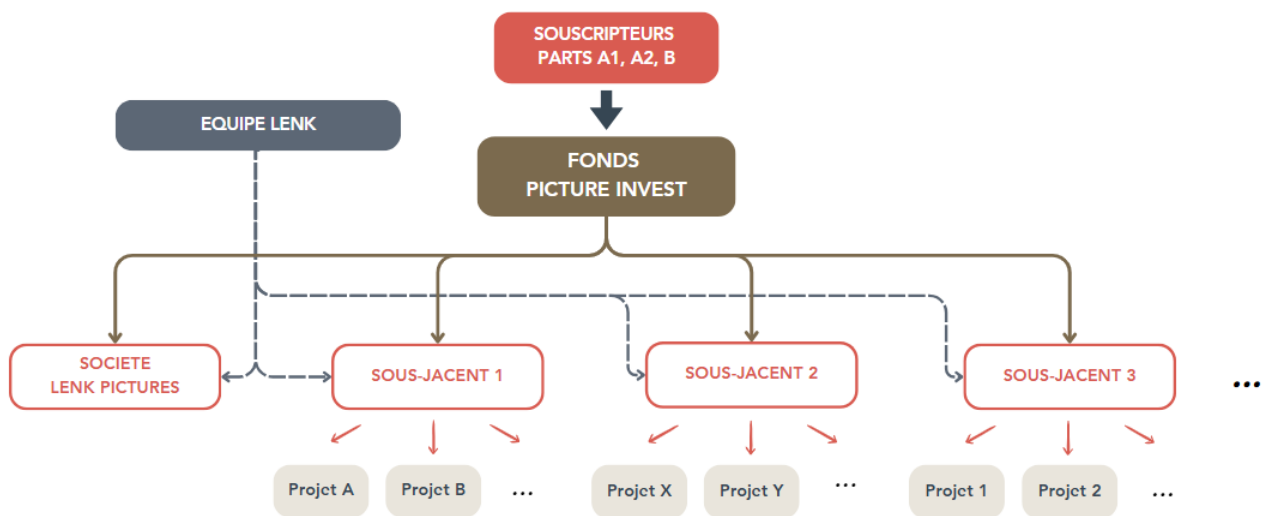 SOUSCRIPTEURS
PARTS A1, A2, B
EQUIPE LENK
FONDS
PICTURE INVEST
SOCIETE
LENK PICTURES
SOUS-JACENT 1
SOUS-JACENT 2
SOUS-JACENT 3
...
Projet A
Projet B
...
Projet X
Projet Y
...
Projet 1
Projet 2
...